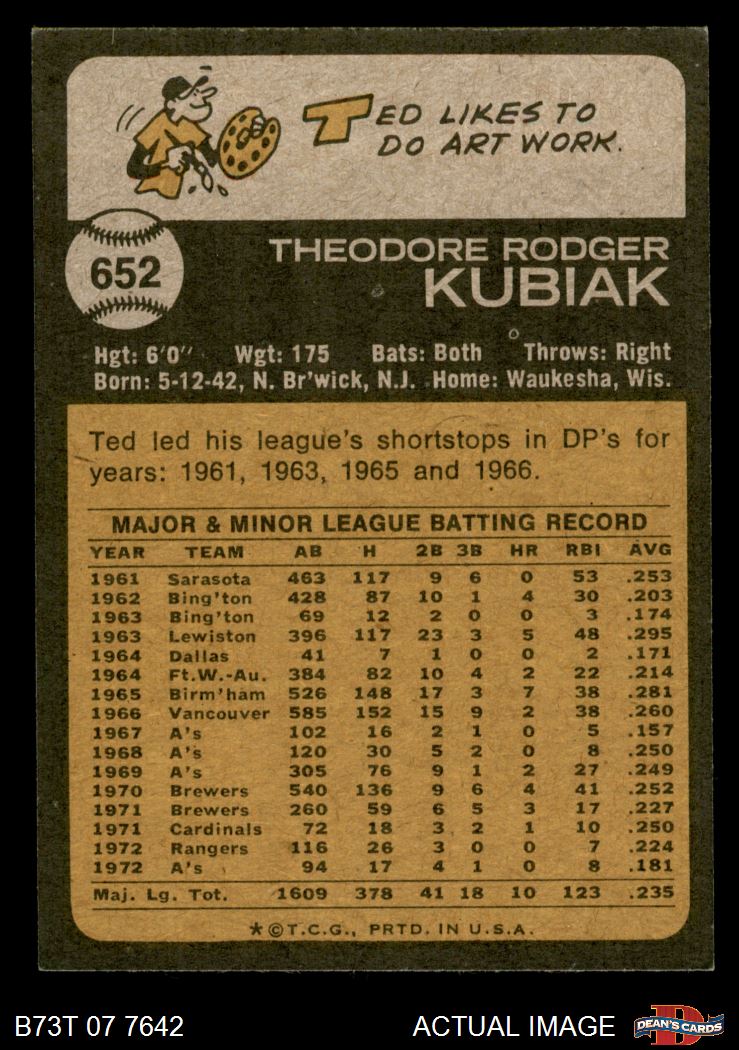 TED LIKES TO
DO ART WORK.
652
THEODORE RODGER
KUBIAK
Hgt: 6'0" Wgt: 175 Bats: Both Throws: Right
Born: 5-12-42, N. Br'wick, N.J. Home: Waukesha, Wis.
Ted led his league's shortstops in DP's for
years: 1961, 1963, 1965 and 1966.
MAJOR & MINOR LEAGUE BATTING RECORD
YEAR TEAM AB H 2B 3B HR RBI AVG
1961 Sarasota 463 117 9 6 0 53 .253
1962 Bing'ton 428 87 10 1 4 30 .203
1963 Bing'ton 69 12 2 0 0 3 .174
1963 Lewiston 396 117 23 3 5 48 .295
1964 Dallas 41 7 1 0 0 2 .171
1964 Ft.W.-Au. 384 82 10 4 2 22 .214
1965 Birm'ham 526 148 17 3 7 38 .281
1966 Vancouver 585 152 15 9 2 38 .260
1967 A's 102 16 2 1 0 5 .157
1968 A's 120 30 5 2 0 8 .250
1969 A's 305 76 9 1 2 27 .249
1970 Brewers 540 136 9 6 4 41 .252
1971 Brewers 260 59 6 5 3 17 .227
1971 Cardinals 72 18 3 2 1 10 .250
1972 Rangers 116 26 3 0 0 7 .224
1972 A's 94 17 4 1 0 8 .181
Maj. Lg. Tot. 1609 378 41 18 10 123 .235
*©T.C.G., PRTD. IN U.S.A.
B73T 07 7642 ACTUAL IMAGE
D
DEAN'S CARDS